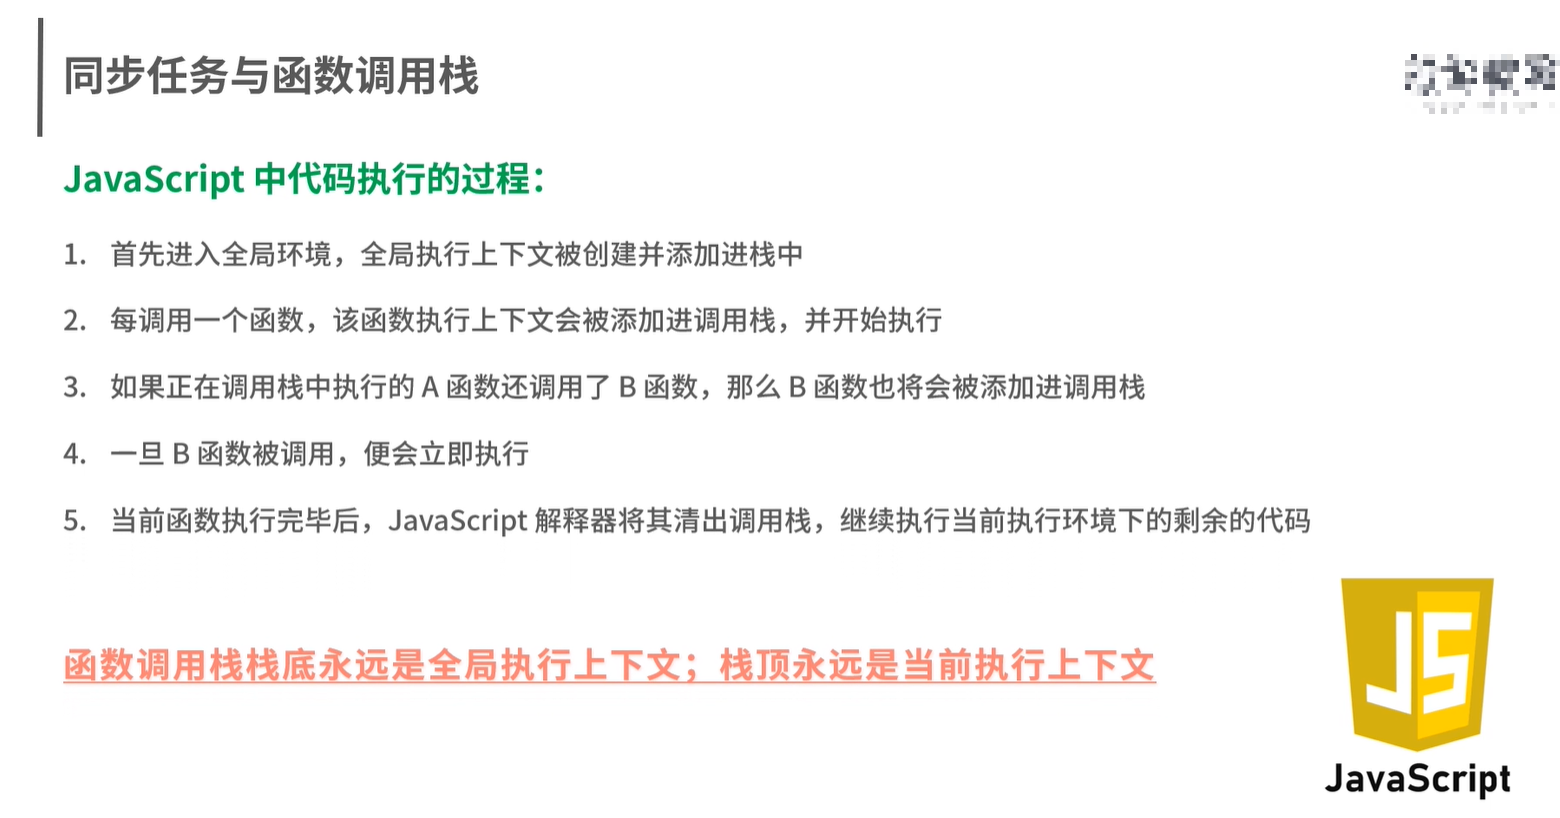 同步任务与函数调用栈
JavaScript 中代码执行的过程：
1. 首先进入全局环境，全局执行上下文被创建并添加进栈中
2. 每调用一个函数，该函数执行上下文会被添加进调用栈，并开始执行
3. 如果正在调用栈中执行的 A 函数还调用了 B 函数，那么 B 函数也将会被添加进调用栈
4. 一旦 B 函数被调用，便会立即执行
5. 当前函数执行完毕后，JavaScript 解释器将其清出调用栈，继续执行当前执行环境下的剩余的代码
函数调用栈栈底永远是全局执行上下文；栈顶永远是当前执行上下文
JS
JavaScript